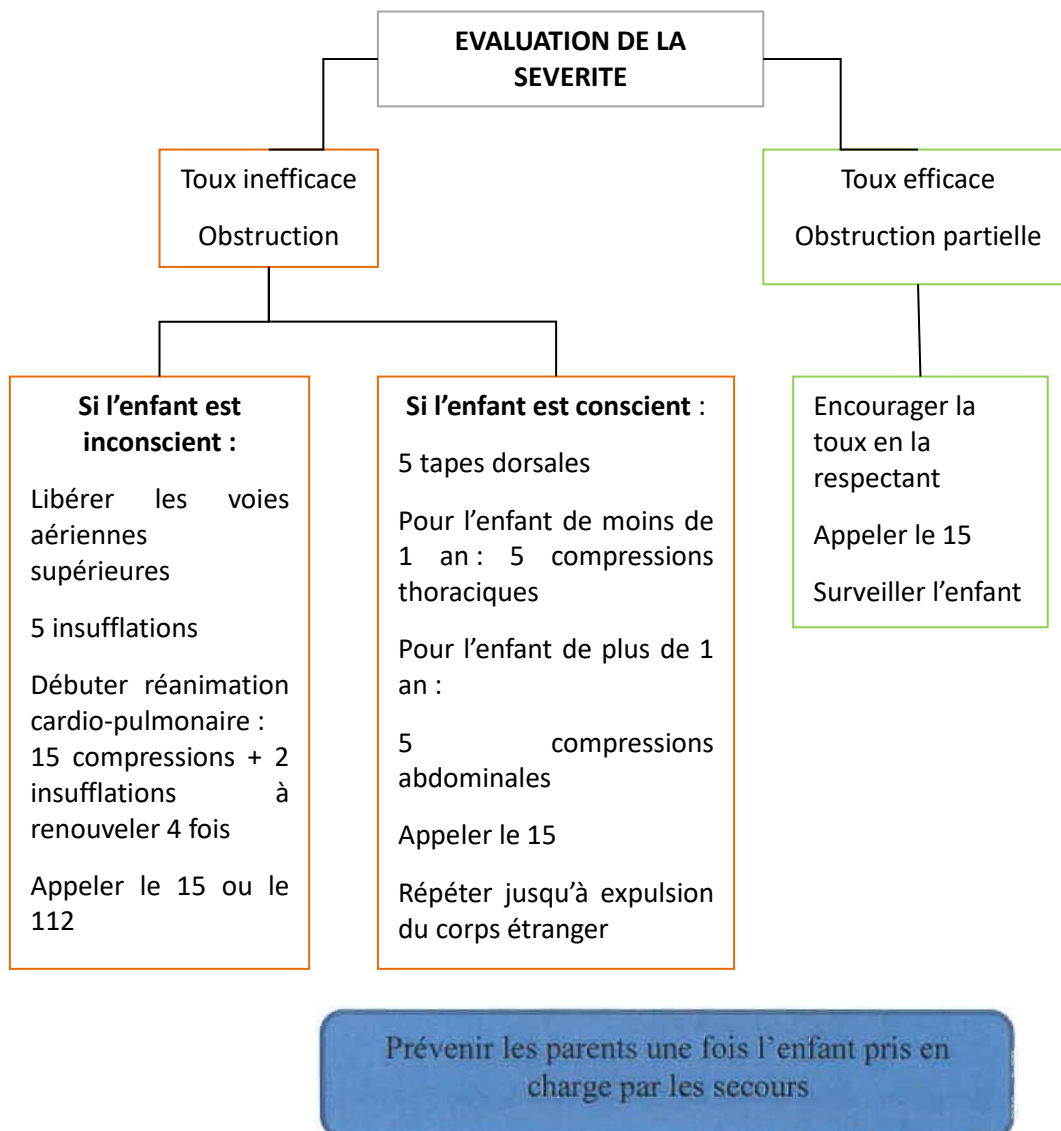 EVALUATION DE LA
SEVERITE
Toux inefficace
Obstruction
Toux efficace
Obstruction partielle
Si l’enfant est
inconscient :
Libérer les voies
aériennes
supérieures
5 insufflations
Débuter réanimation
cardio-pulmonaire :
15 compressions + 2
insufflations à
renouveler 4 fois
Appeler le 15 ou le
112
Si l’enfant est conscient :
5 tapes dorsales
Pour l’enfant de moins de
1 an : 5 compressions
thoraciques
Pour l’enfant de plus de 1
an :
5 compressions
abdominales
Appeler le 15
Répéter jusqu’à expulsion
du corps étranger
Encourager la
toux en la
respectant
Appeler le 15
Surveiller l’enfant
Prévenir les parents une fois l’enfant pris en
charge par les secours